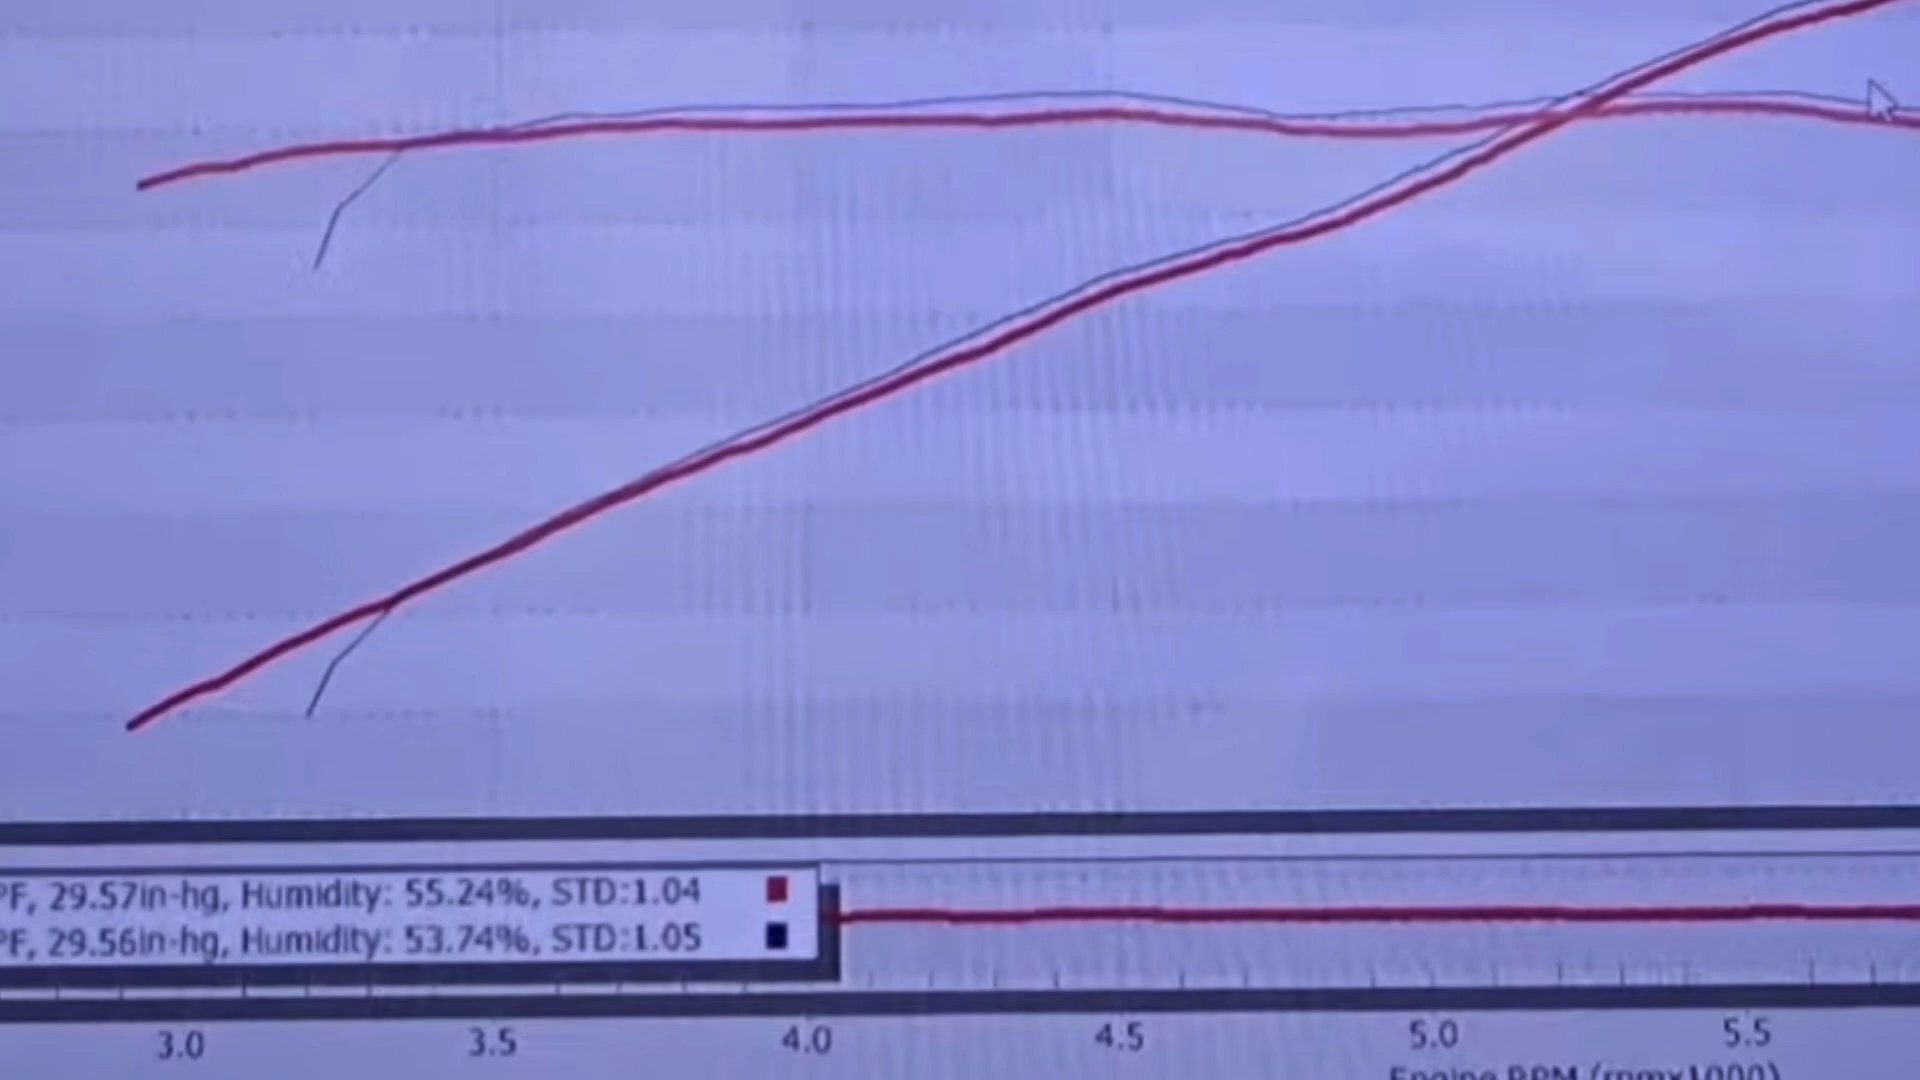 F, 29.57in-hg, Humidity: 55.24%, STD:1.04
F, 29.56in-hg, Humidity: 53.74%, STD:1.05
3.0 3.5 4.0 4.5 5.0 5.5
Engine RPM (rpmx1000)